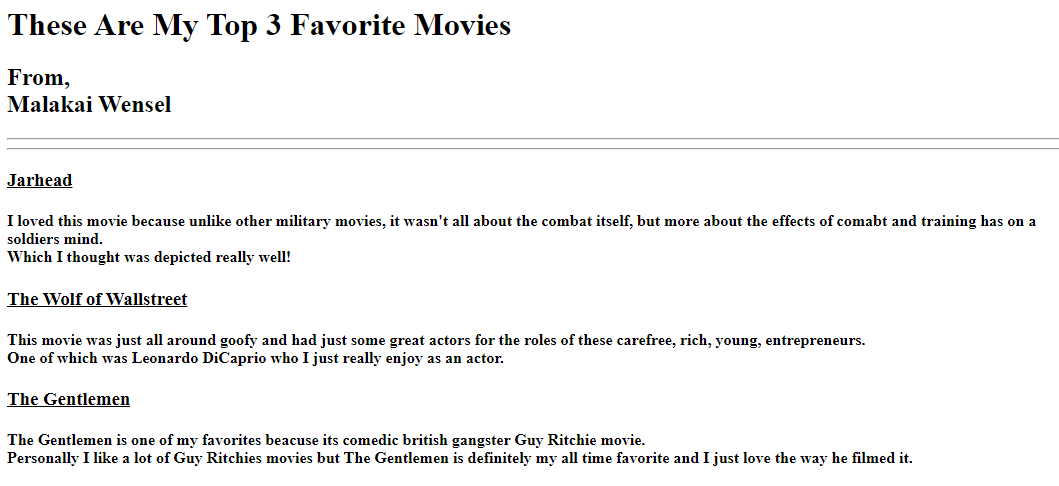 These Are My Top 3 Favorite Movies
From,
Malakai Wensel
Jarhead
I loved this movie because unlike other military movies, it wasn't all about the combat itself, but more about the effects of comabt and training has on a
soldiers mind.
Which I thought was depicted really well!
The Wolf of Wallstreet
This movie was just all around goofy and had just some great actors for the roles of these carefree, rich, young, entrepreneurs.
One of which was Leonardo DiCaprio who I just really enjoy as an actor.
The Gentlemen
The Gentlemen is one of my favorites beacuse its comedic british gangster Guy Ritchie movie.
Personally I like a lot of Guy Ritchies movies but The Gentlemen is definitely my all time favorite and I just love the way he filmed it.